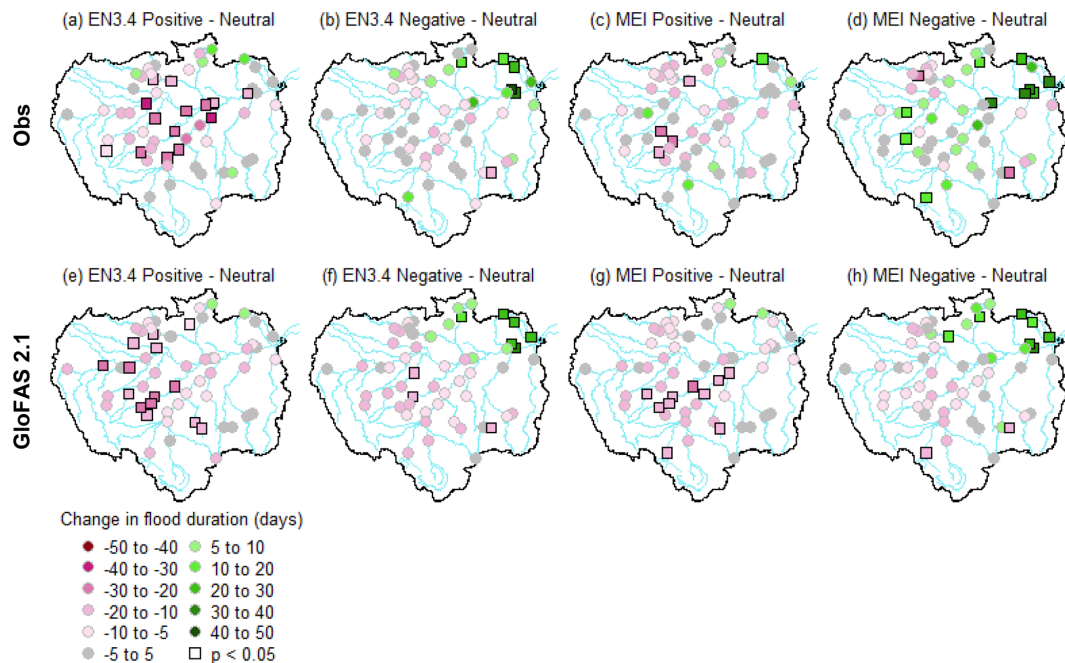 (a) EN3.4 Positive - Neutral
(b) EN3.4 Negative - Neutral
(c) MEI Positive - Neutral
(d) MEI Negative - Neutral
Obs
(e) EN3.4 Positive - Neutral
(f) EN3.4 Negative - Neutral
(g) MEI Positive - Neutral
(h) MEI Negative - Neutral
GloFAS 2.1
Change in flood duration (days)
-50 to -40
5 to 10
-40 to -30
10 to 20
-30 to -20
20 to 30
-20 to -10
30 to 40
-10 to -5
40 to 50
-5 to 5
p < 0.05